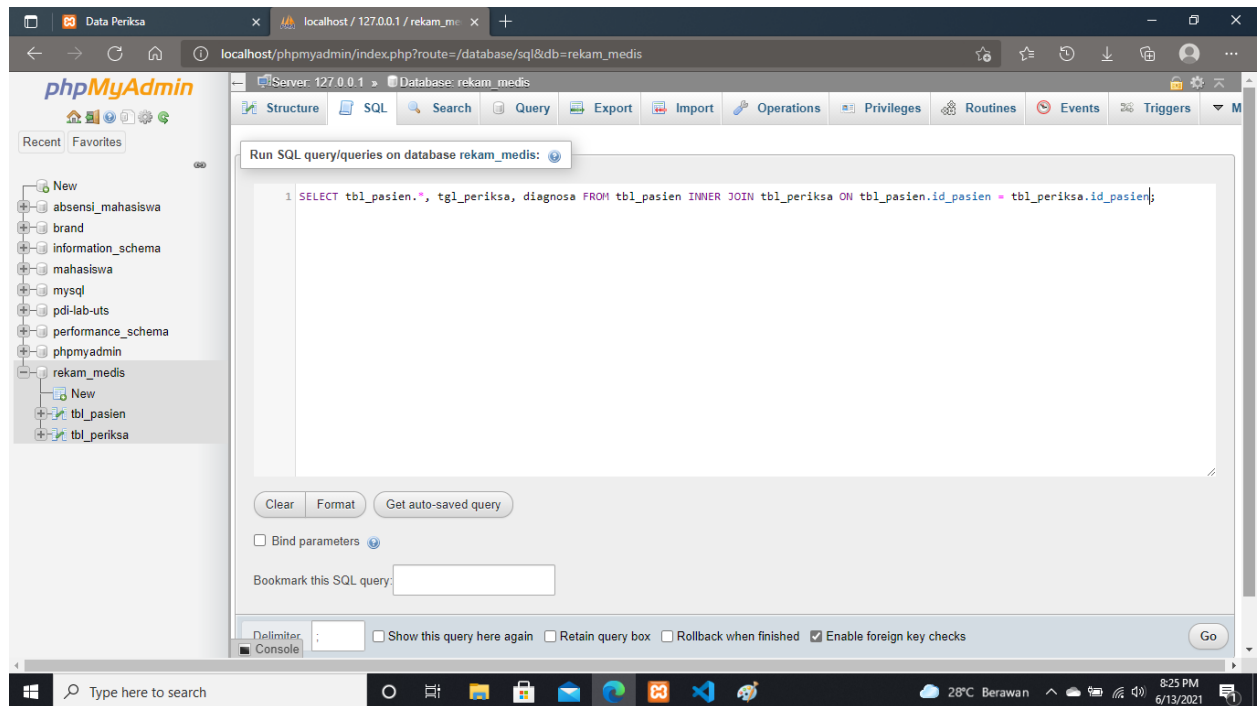 Data Periksa
localhost / 127.0.0.1 / rekam_me
localhost/phpmyadmin/index.php?route=/database/sql&db=rekam_medis
phpMyAdmin
Recent Favorites
New
absensi_mahasiswa
brand
information_schema
mahasiswa
mysql
pdi-lab-uts
performance_schema
phpmyadmin
rekam_medis
New
tbl_pasien
tbl_periksa
Server: 127.0.0.1 » Database: rekam_medis
Structure SQL Search Query Export Import Operations Privileges Routines Events Triggers M
Run SQL query/queries on database rekam_medis:
1 SELECT tbl_pasien.*, tgl_periksa, diagnosa FROM tbl_pasien INNER JOIN tbl_periksa ON tbl_pasien.id_pasien = tbl_periksa.id_pasien;
Clear Format Get auto-saved query
Bind parameters
Bookmark this SQL query:
Delimiter ; Show this query here again Retain query box Rollback when finished Enable foreign key checks Go
Console
Type here to search
28°C Berawan
8:25 PM
6/13/2021
1